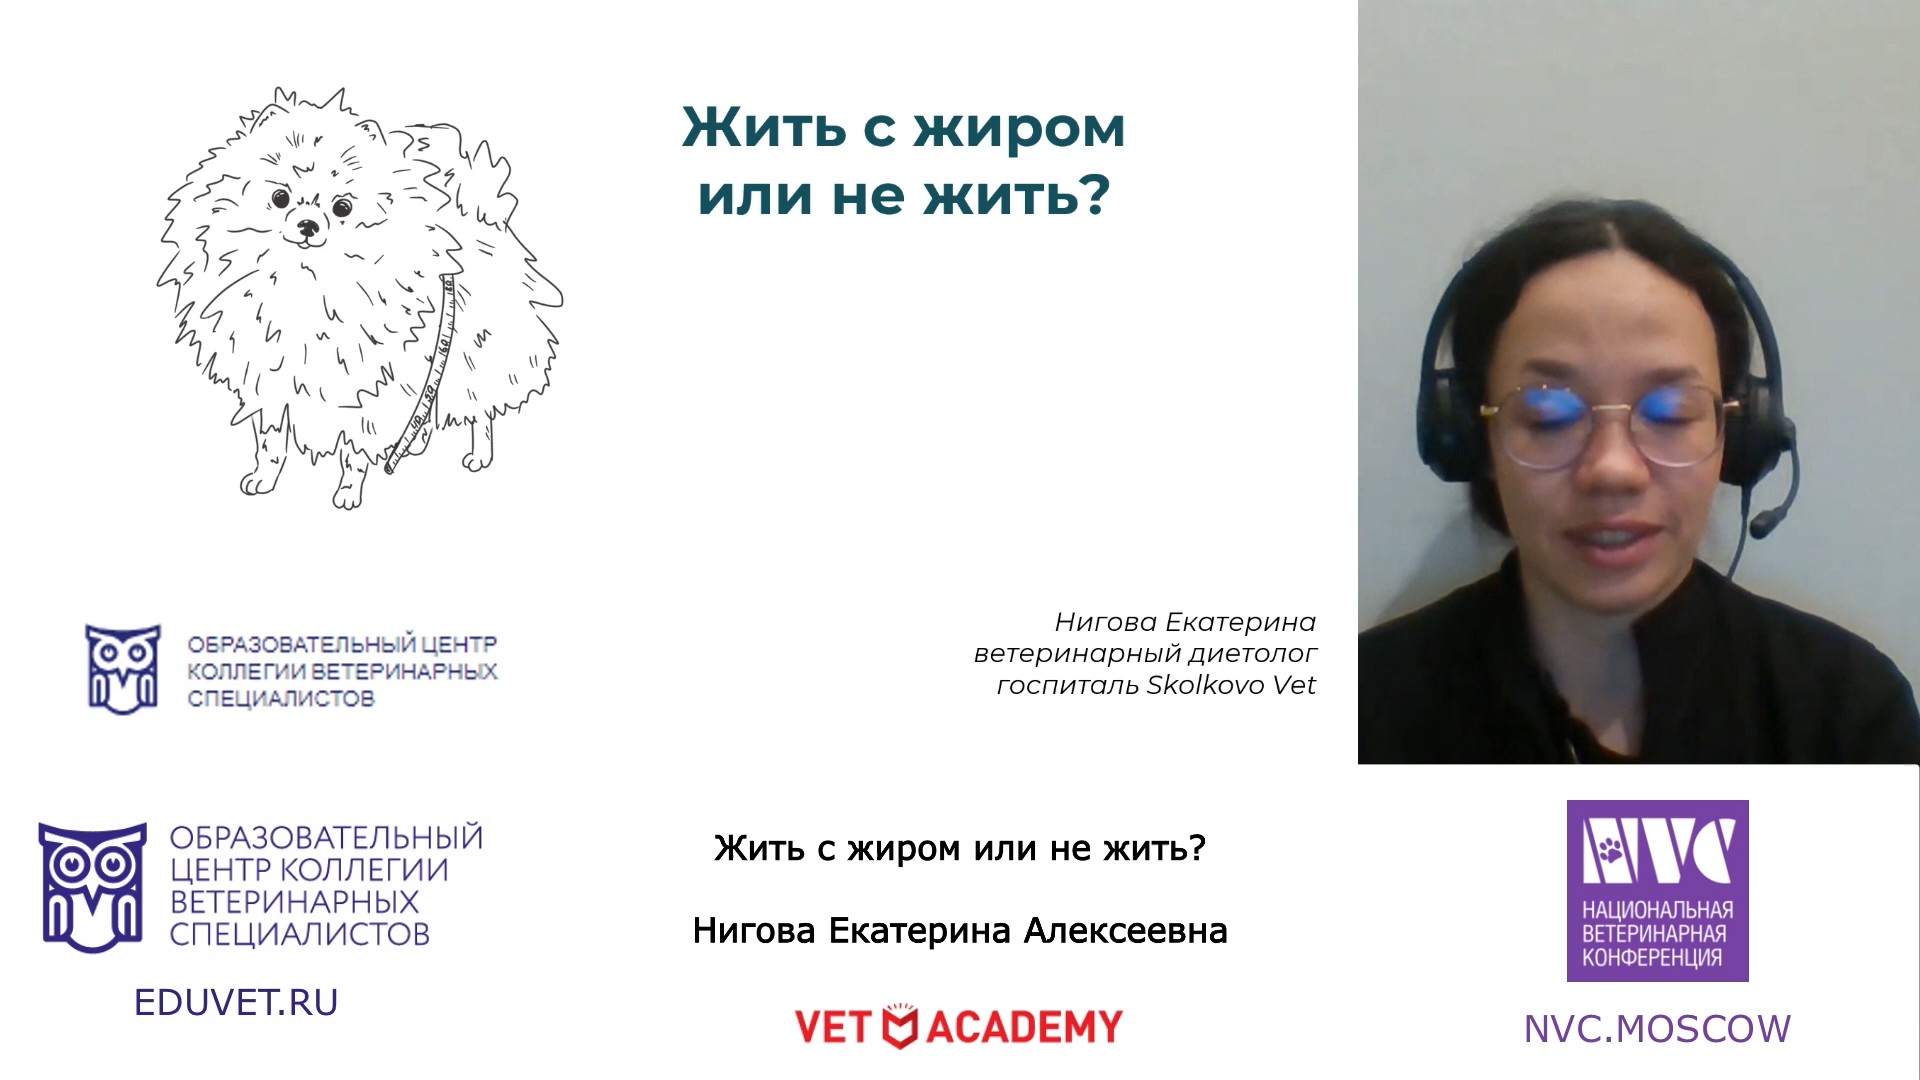 Жить с жиром
или не жить?
Нигова Екатерина
ветеринарный диетолог
госпиталь Skolkovo Vet
ОБРАЗОВАТЕЛЬНЫЙ ЦЕНТР
КОЛЛЕГИИ ВЕТЕРИНАРНЫХ
СПЕЦИАЛИСТОВ
ОБРАЗОВАТЕЛЬНЫЙ
ЦЕНТР КОЛЛЕГИИ
ВЕТЕРИНАРНЫХ
СПЕЦИАЛИСТОВ
EDUVET.RU
Жить с жиром или не жить?
Нигова Екатерина Алексеевна
VET ACADEMY
NVC
НАЦИОНАЛЬНАЯ
ВЕТЕРИНАРНАЯ
КОНФЕРЕНЦИЯ
NVC.MOSCOW